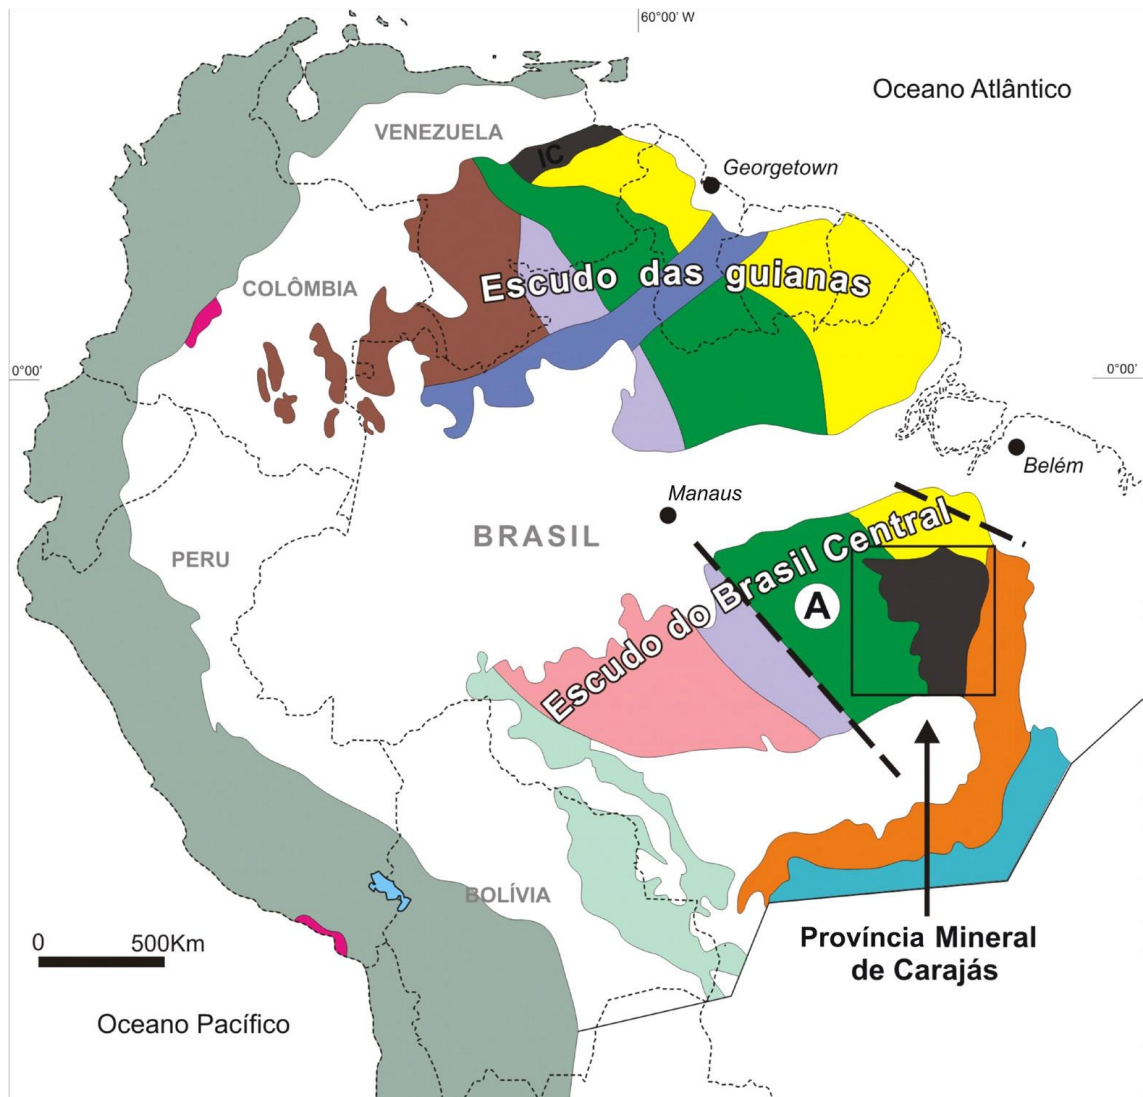 60°00' W
Oceano Atlântico
VENEZUELA
IC
Georgetown
Escudo das guianas
COLÔMBIA
0°00'
0°00'
Belém
Manaus
BRASIL
Escudo do Brasil Central
PERU
A
BOLÍVIA
Província Mineral
de Carajás
0 500Km
Oceano Pacífico